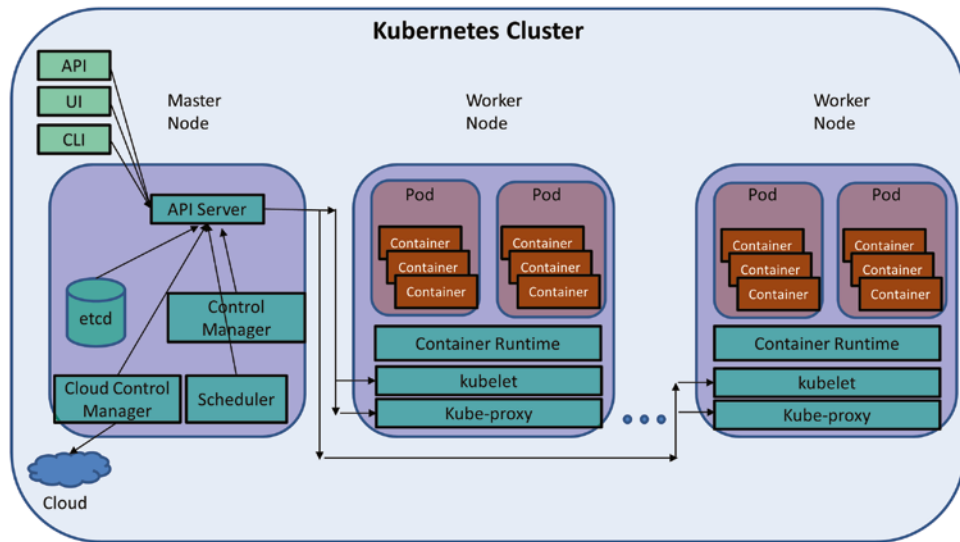 Kubernetes Cluster
API
UI
CLI
Master
Node
Worker
Node
Worker
Node
API Server
etcd
Control
Manager
Cloud Control
Manager
Scheduler
Cloud
Pod
Container
Container
Container
Pod
Container
Container
Container
Container Runtime
kubelet
Kube-proxy
Pod
Container
Container
Container
Pod
Container
Container
Container
Container Runtime
kubelet
Kube-proxy